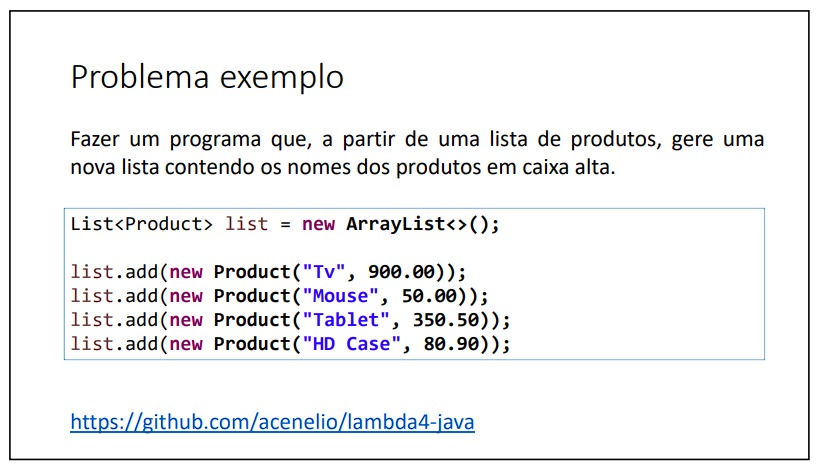 Problema exemplo
Fazer um programa que, a partir de uma lista de produtos, gere uma
nova lista contendo os nomes dos produtos em caixa alta.
List<Product> list = new ArrayList<>();
list.add(new Product("Tv", 900.00));
list.add(new Product("Mouse", 50.00));
list.add(new Product("Tablet", 350.50));
list.add(new Product("HD Case", 80.90));
https://github.com/acenelio/lambda4-java